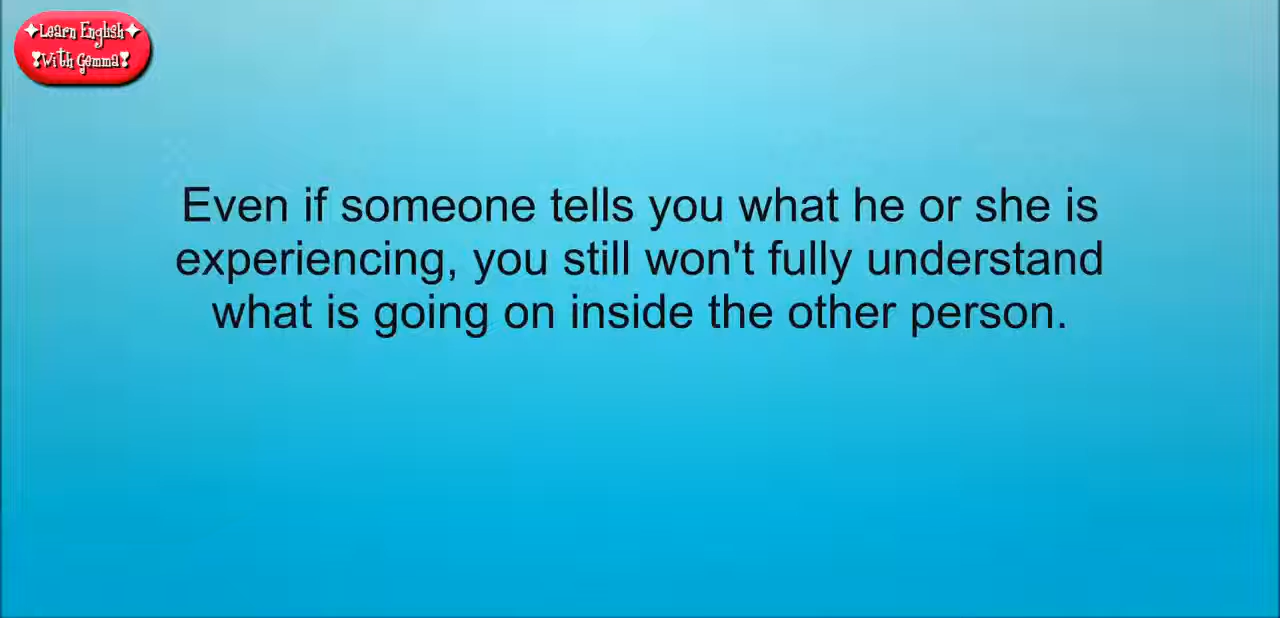 ✦Learn English✦
❣With Gemma❣
Even if someone tells you what he or she is
experiencing, you still won't fully understand
what is going on inside the other person.